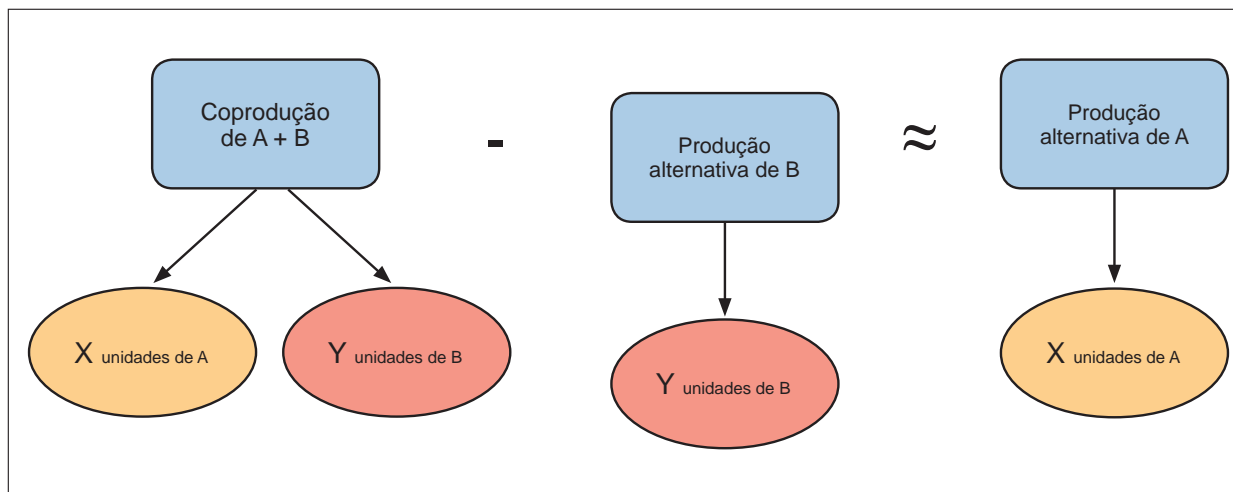 Coprodução
de A + B
X unidades de A
Y unidades de B
-
Produção
alternativa de B
Y unidades de B
≈
Produção
alternativa de A
X unidades de A